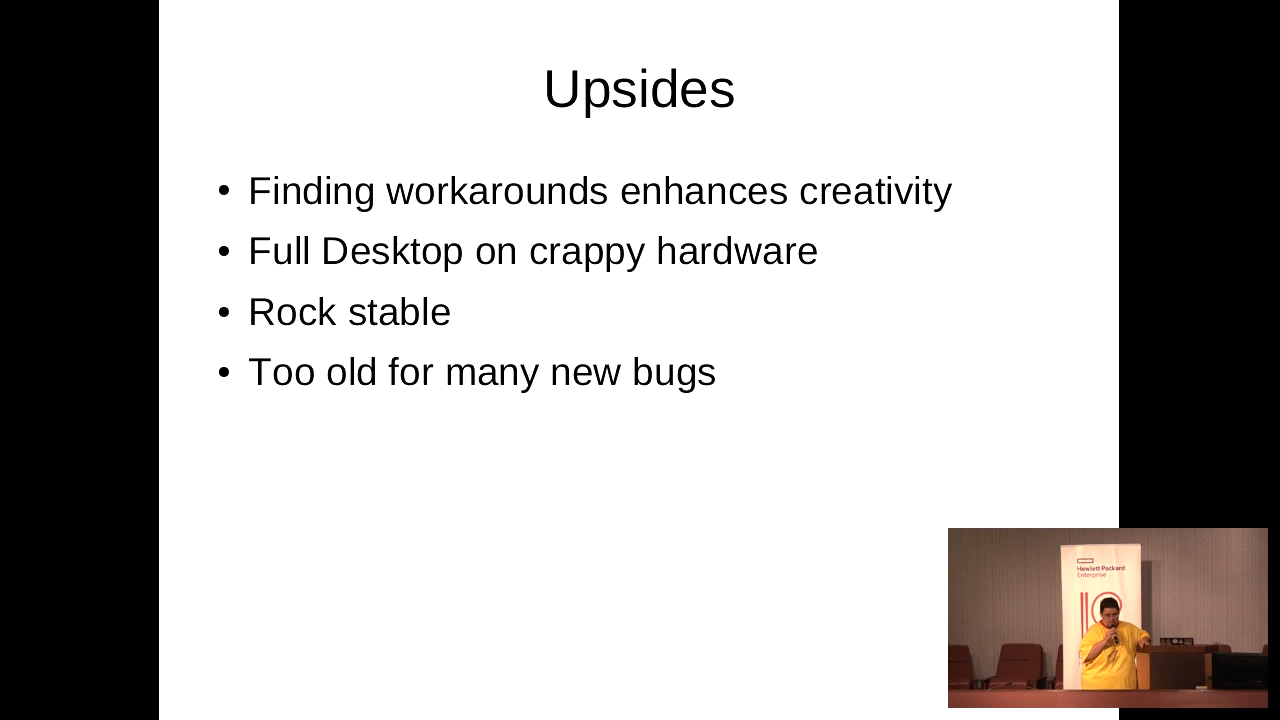 Upsides
• Finding workarounds enhances creativity
• Full Desktop on crappy hardware
• Rock stable
• Too old for many new bugs
Hewlett Packard
Enterprise